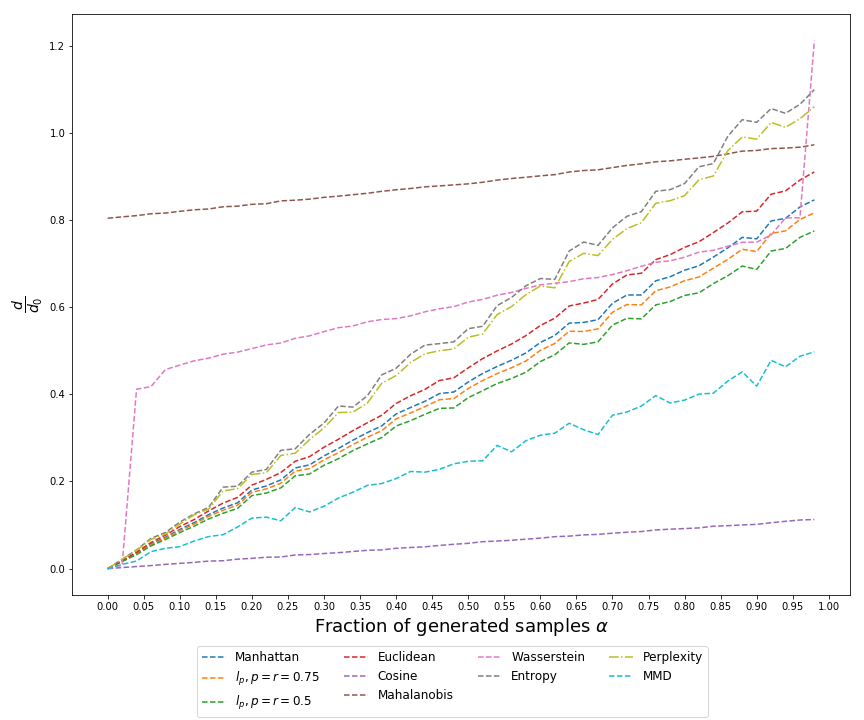 1.2
1.0
0.8
0.6
0.4
0.2
0.0
d/d₀
0.00 0.05 0.10 0.15 0.20 0.25 0.30 0.35 0.40 0.45 0.50 0.55 0.60 0.65 0.70 0.75 0.80 0.85 0.90 0.95 1.00
Fraction of generated samples α
Manhattan Euclidean Wasserstein Perplexity
lₚ, p = r = 0.75 Cosine Entropy MMD
lₚ, p = r = 0.5 Mahalanobis